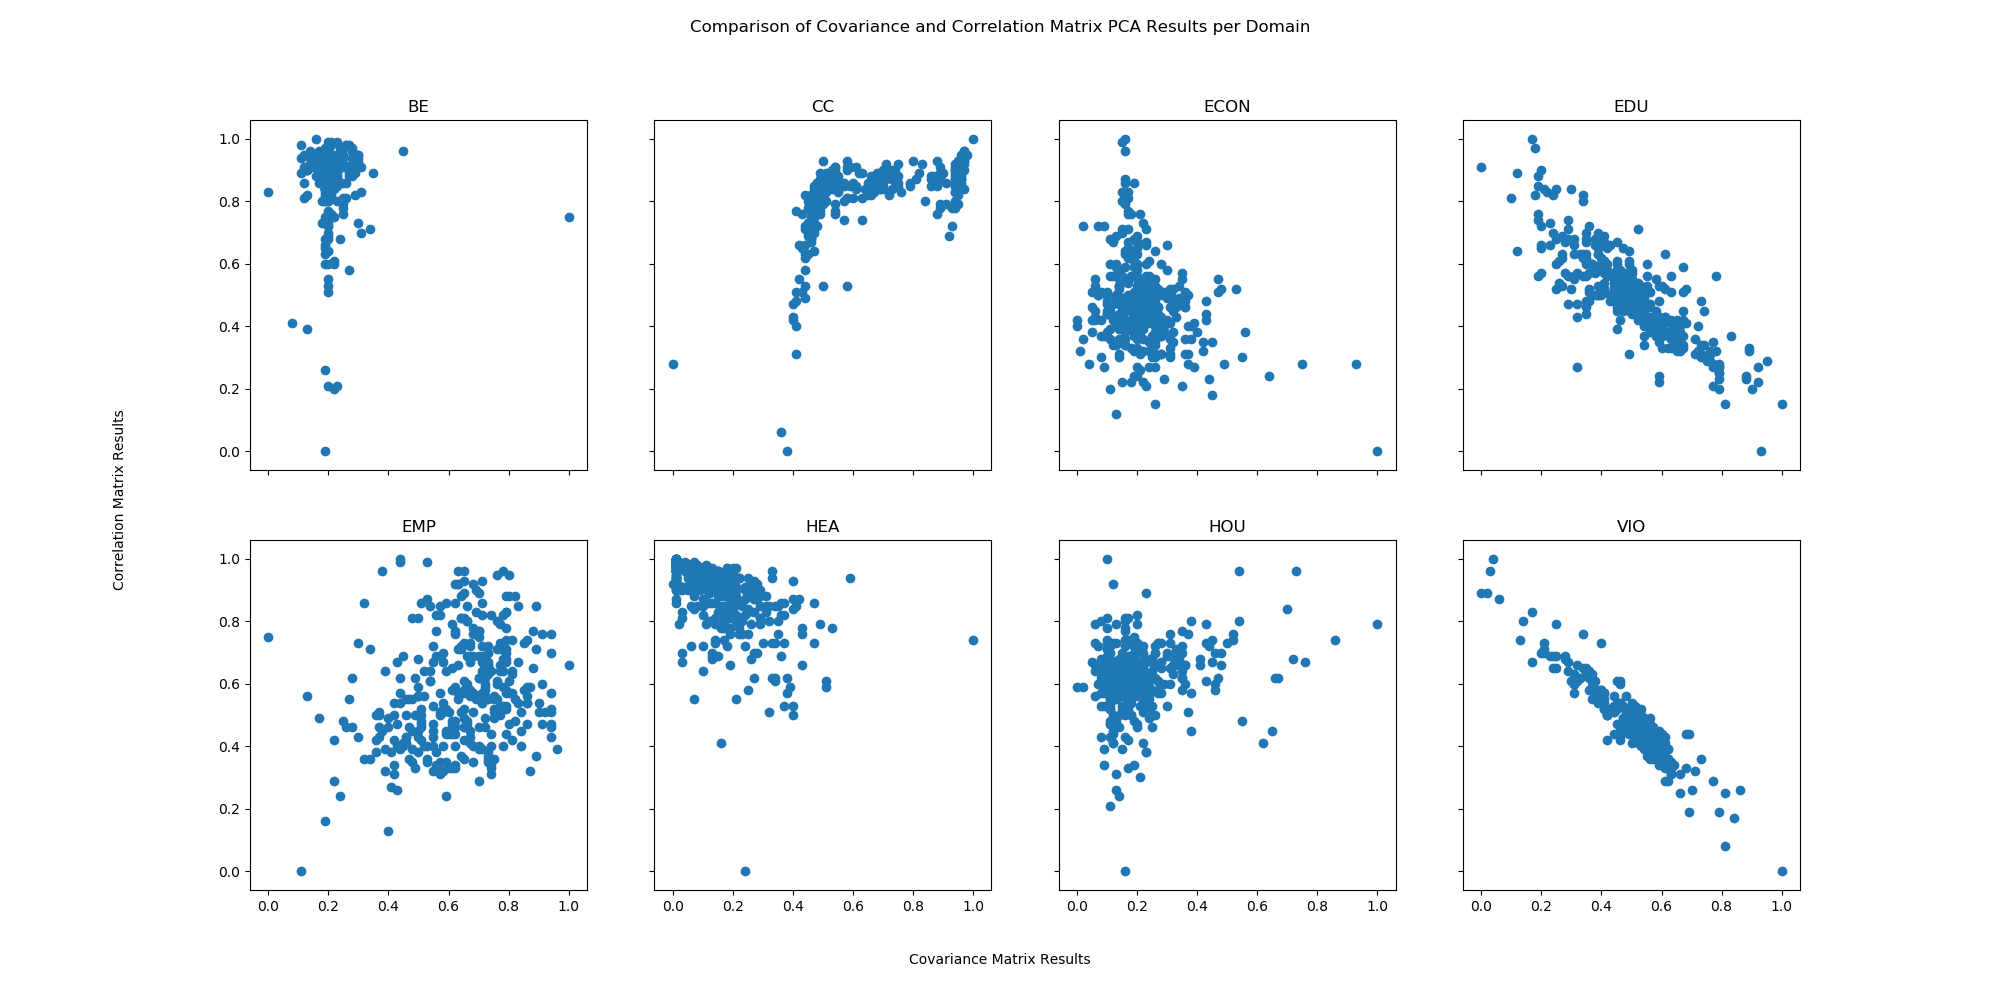 Comparison of Covariance and Correlation Matrix PCA Results per Domain
BE CC ECON EDU
1.0
0.8
0.6
0.4
0.2
0.0
Correlation Matrix Results
EMP HEA HOU VIO
1.0
0.8
0.6
0.4
0.2
0.0
0.0 0.2 0.4 0.6 0.8 1.0 0.0 0.2 0.4 0.6 0.8 1.0 0.0 0.2 0.4 0.6 0.8 1.0 0.0 0.2 0.4 0.6 0.8 1.0
Covariance Matrix Results